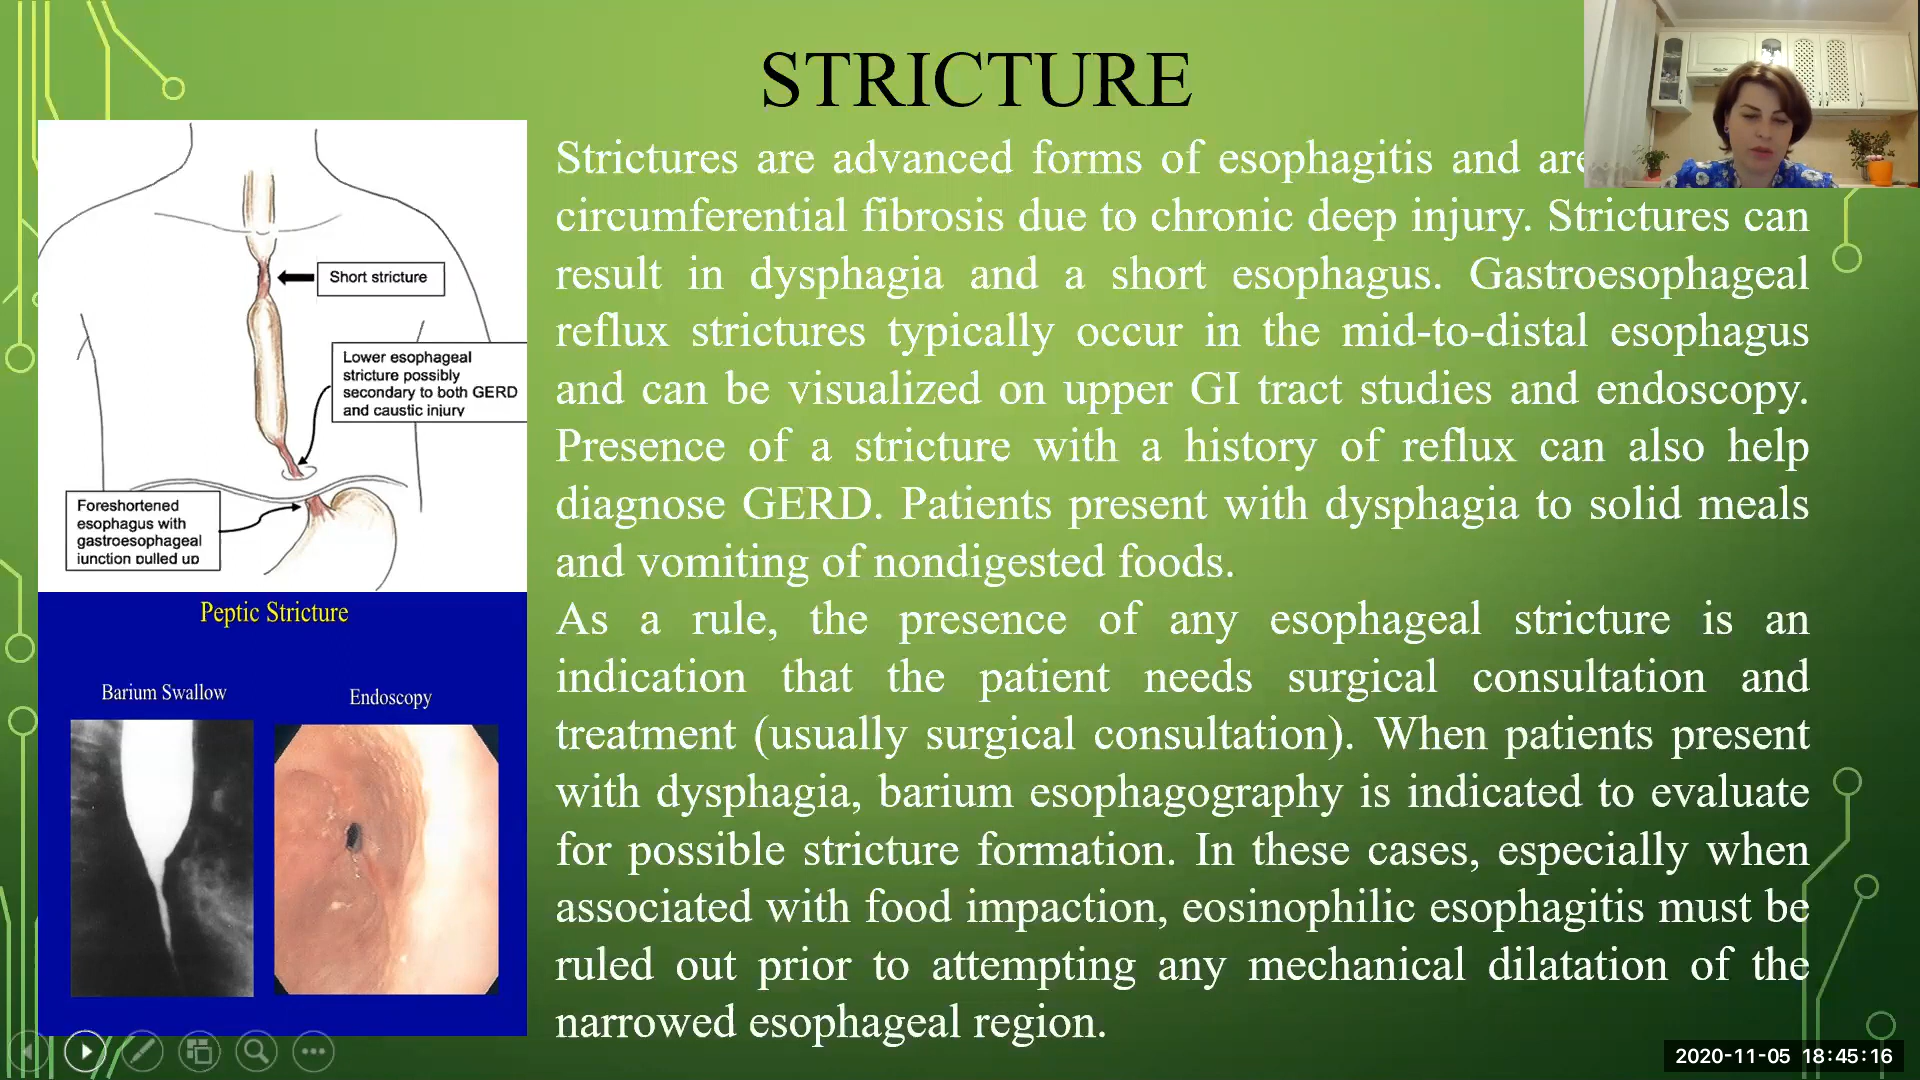 STRICTURE
Strictures are advanced forms of esophagitis and are
circumferential fibrosis due to chronic deep injury. Strictures can
result in dysphagia and a short esophagus. Gastroesophageal
reflux strictures typically occur in the mid-to-distal esophagus
and can be visualized on upper GI tract studies and endoscopy.
Presence of a stricture with a history of reflux can also help
diagnose GERD. Patients present with dysphagia to solid meals
and vomiting of nondigested foods.
As a rule, the presence of any esophageal stricture is an
indication that the patient needs surgical consultation and
treatment (usually surgical consultation). When patients present
with dysphagia, barium esophagography is indicated to evaluate
for possible stricture formation. In these cases, especially when
associated with food impaction, eosinophilic esophagitis must be
ruled out prior to attempting any mechanical dilatation of the
narrowed esophageal region.
Short stricture
Lower esophageal
stricture possibly
secondary to both GERD
and caustic injury
Foreshortened
esophagus with
gastroesophageal
junction pulled up
Peptic Stricture
Barium Swallow
Endoscopy
2020-11-05 18:45:16